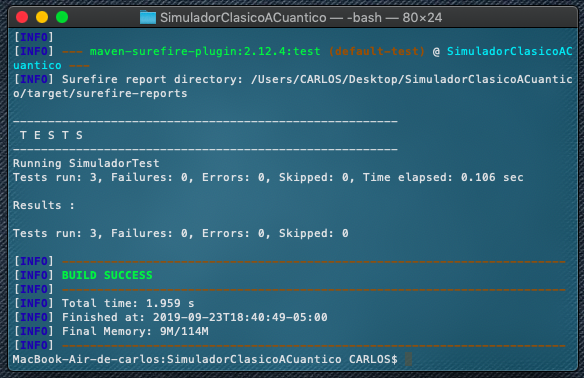 SimuladorClasicoACuantico — -bash — 80×24
[INFO]
[INFO] --- maven-surefire-plugin:2.12.4:test (default-test) @ SimuladorClasicoAC
uantico ---
[INFO] Surefire report directory: /Users/CARLOS/Desktop/SimuladorClasicoACuantic
o/target/surefire-reports
-------------------------------------------------------
 T E S T S
-------------------------------------------------------
Running SimuladorTest
Tests run: 3, Failures: 0, Errors: 0, Skipped: 0, Time elapsed: 0.106 sec
Results :
Tests run: 3, Failures: 0, Errors: 0, Skipped: 0
[INFO] ------------------------------------------------------------------------
[INFO] BUILD SUCCESS
[INFO] ------------------------------------------------------------------------
[INFO] Total time: 1.959 s
[INFO] Finished at: 2019-09-23T18:40:49-05:00
[INFO] Final Memory: 9M/114M
[INFO] ------------------------------------------------------------------------
MacBook-Air-de-carlos:SimuladorClasicoACuantico CARLOS$